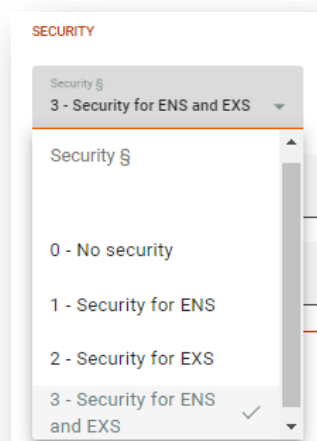 SECURITY
Security §
3 - Security for ENS and EXS
Security §
0 - No security
1 - Security for ENS
2 - Security for EXS
3 - Security for ENS
and EXS